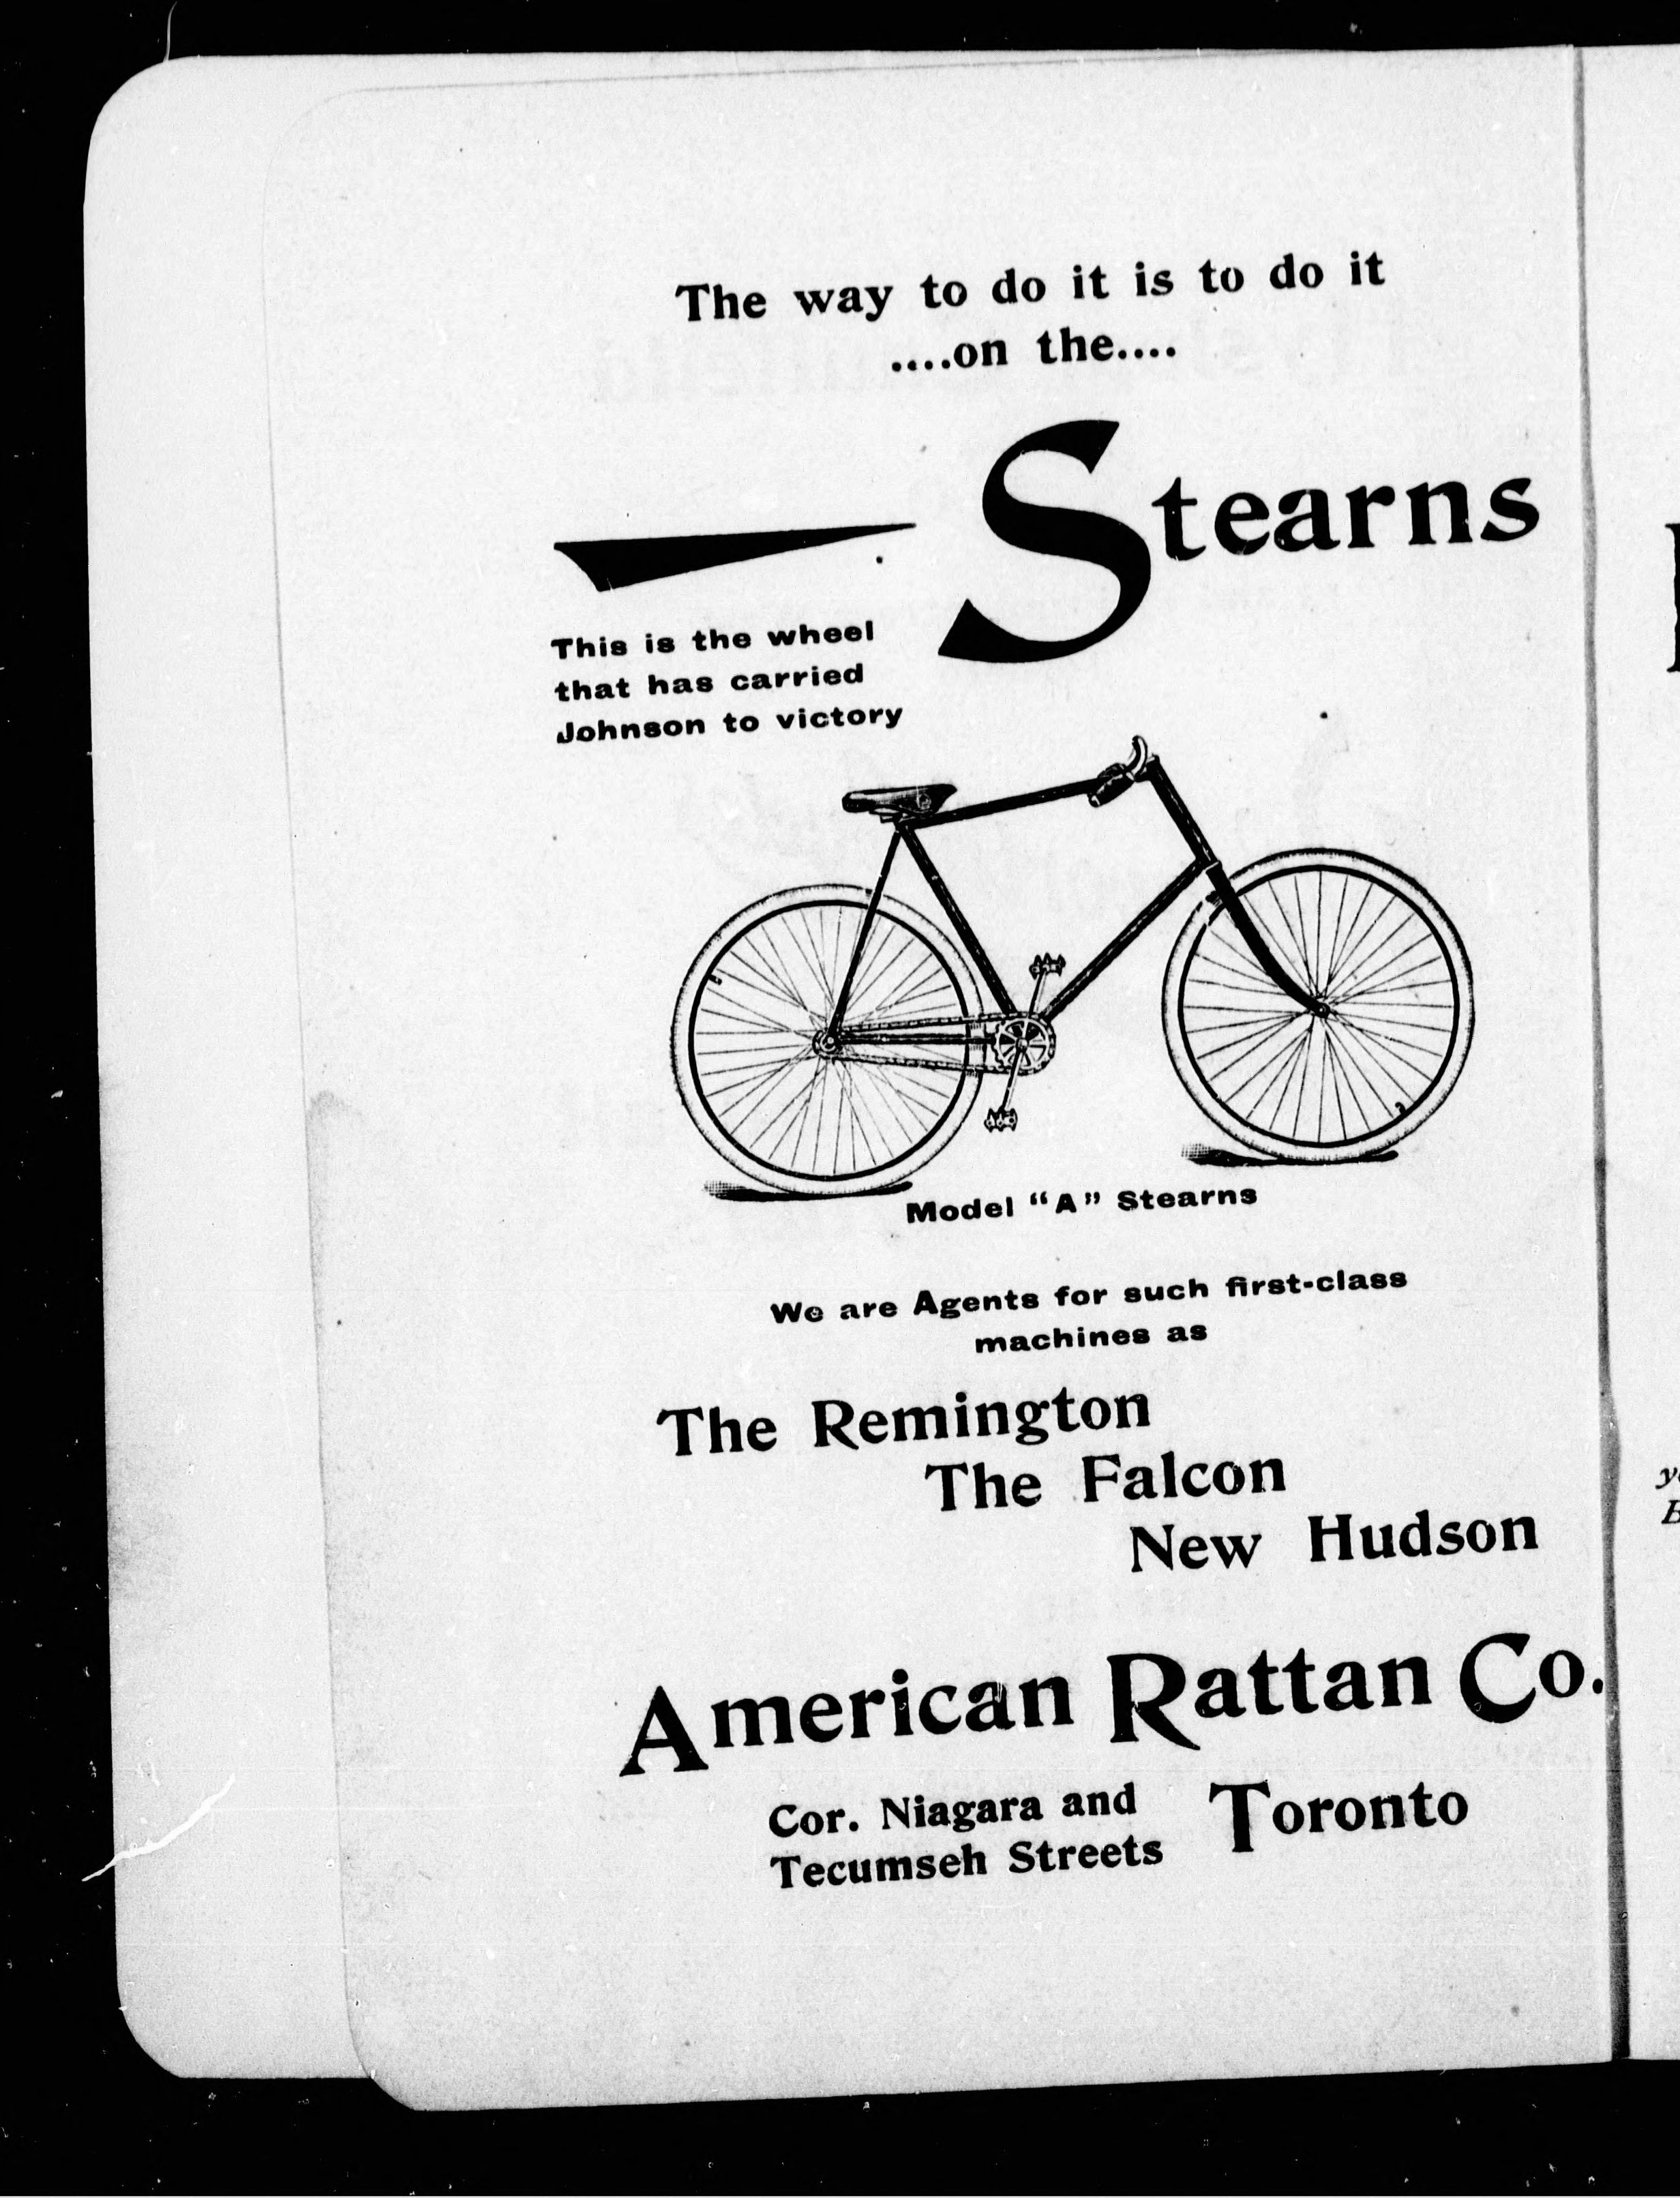 The way to do it is to do it
....on the....
Stearns
This is the wheel
that has carried
Johnson to victory
Model “A” Stearns
We are Agents for such first-class
machines as
The Remington
The Falcon
New Hudson
American Rattan Co.
Cor. Niagara and
Tecumseh Streets
Toronto